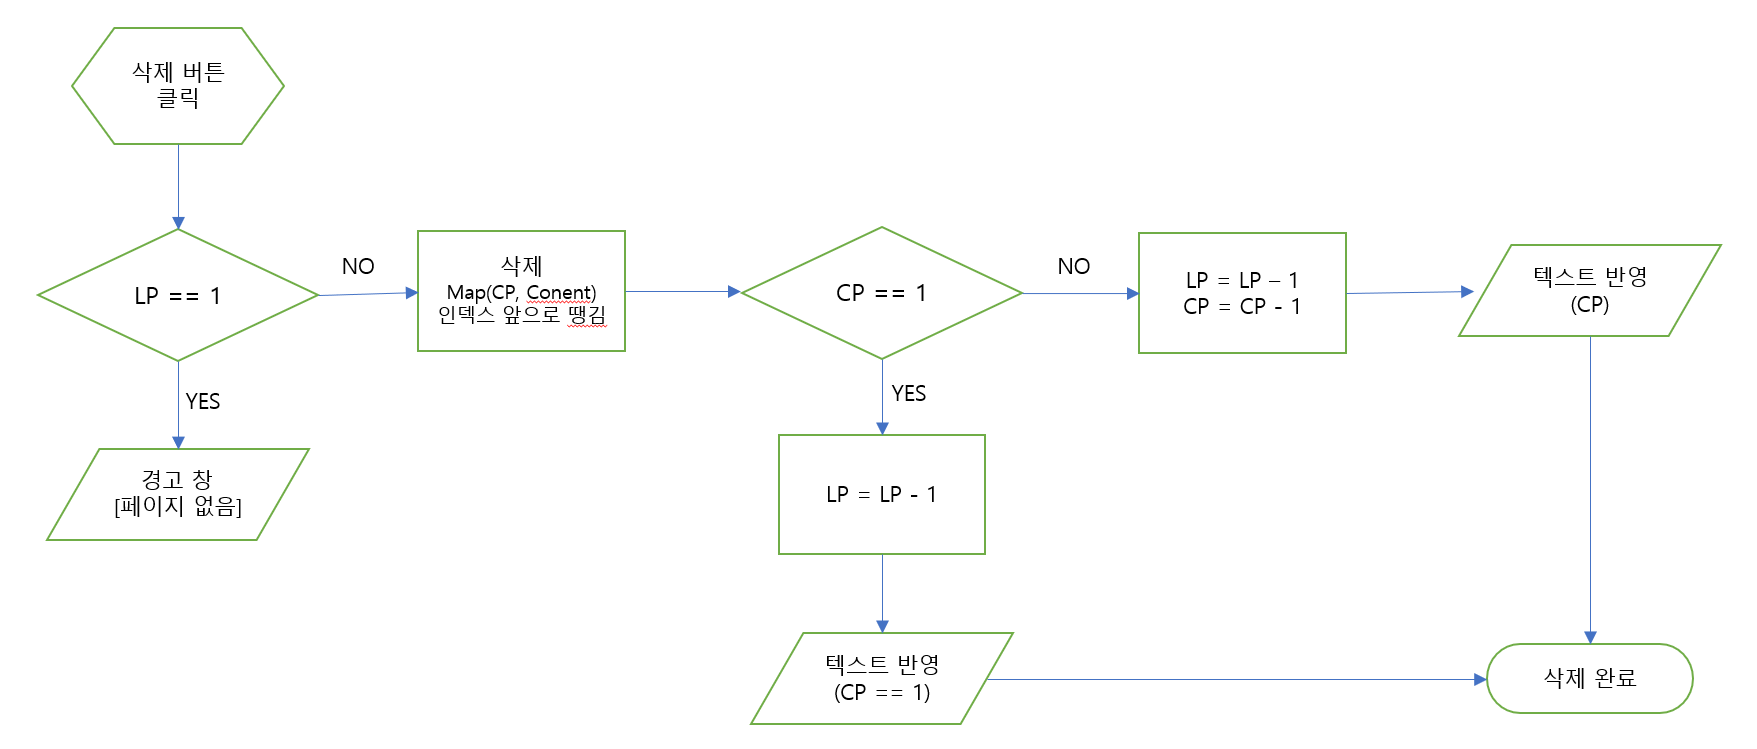 삭제 버튼
클릭
LP == 1
NO
YES
경고 창
[페이지 없음]
삭제
Map(CP, Conent)
인덱스 앞으로 땡김
CP == 1
NO
YES
LP = LP – 1
CP = CP - 1
텍스트 반영
(CP)
LP = LP - 1
텍스트 반영
(CP == 1)
삭제 완료